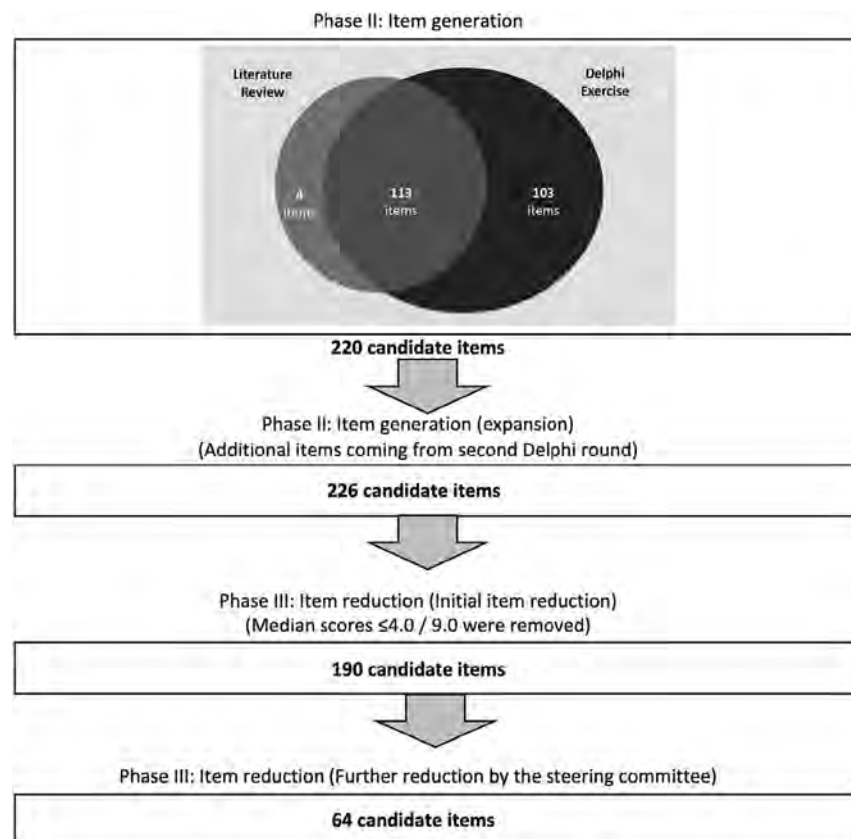 Phase II: Item generation
Literature
Review
Delphi
Exercise
4
items
113
items
103
items
220 candidate items
Phase II: Item generation (expansion)
(Additional items coming from second Delphi round)
226 candidate items
Phase III: Item reduction (Initial item reduction)
(Median scores ≤4.0 / 9.0 were removed)
190 candidate items
Phase III: Item reduction (Further reduction by the steering committee)
64 candidate items